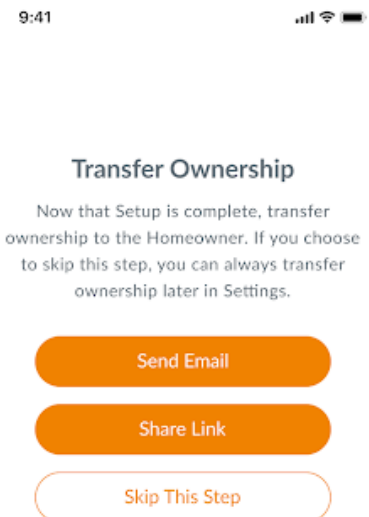 9:41
Transfer Ownership
Now that Setup is complete, transfer
ownership to the Homeowner. If you choose
to skip this step, you can always transfer
ownership later in Settings.
Send Email
Share Link
Skip This Step